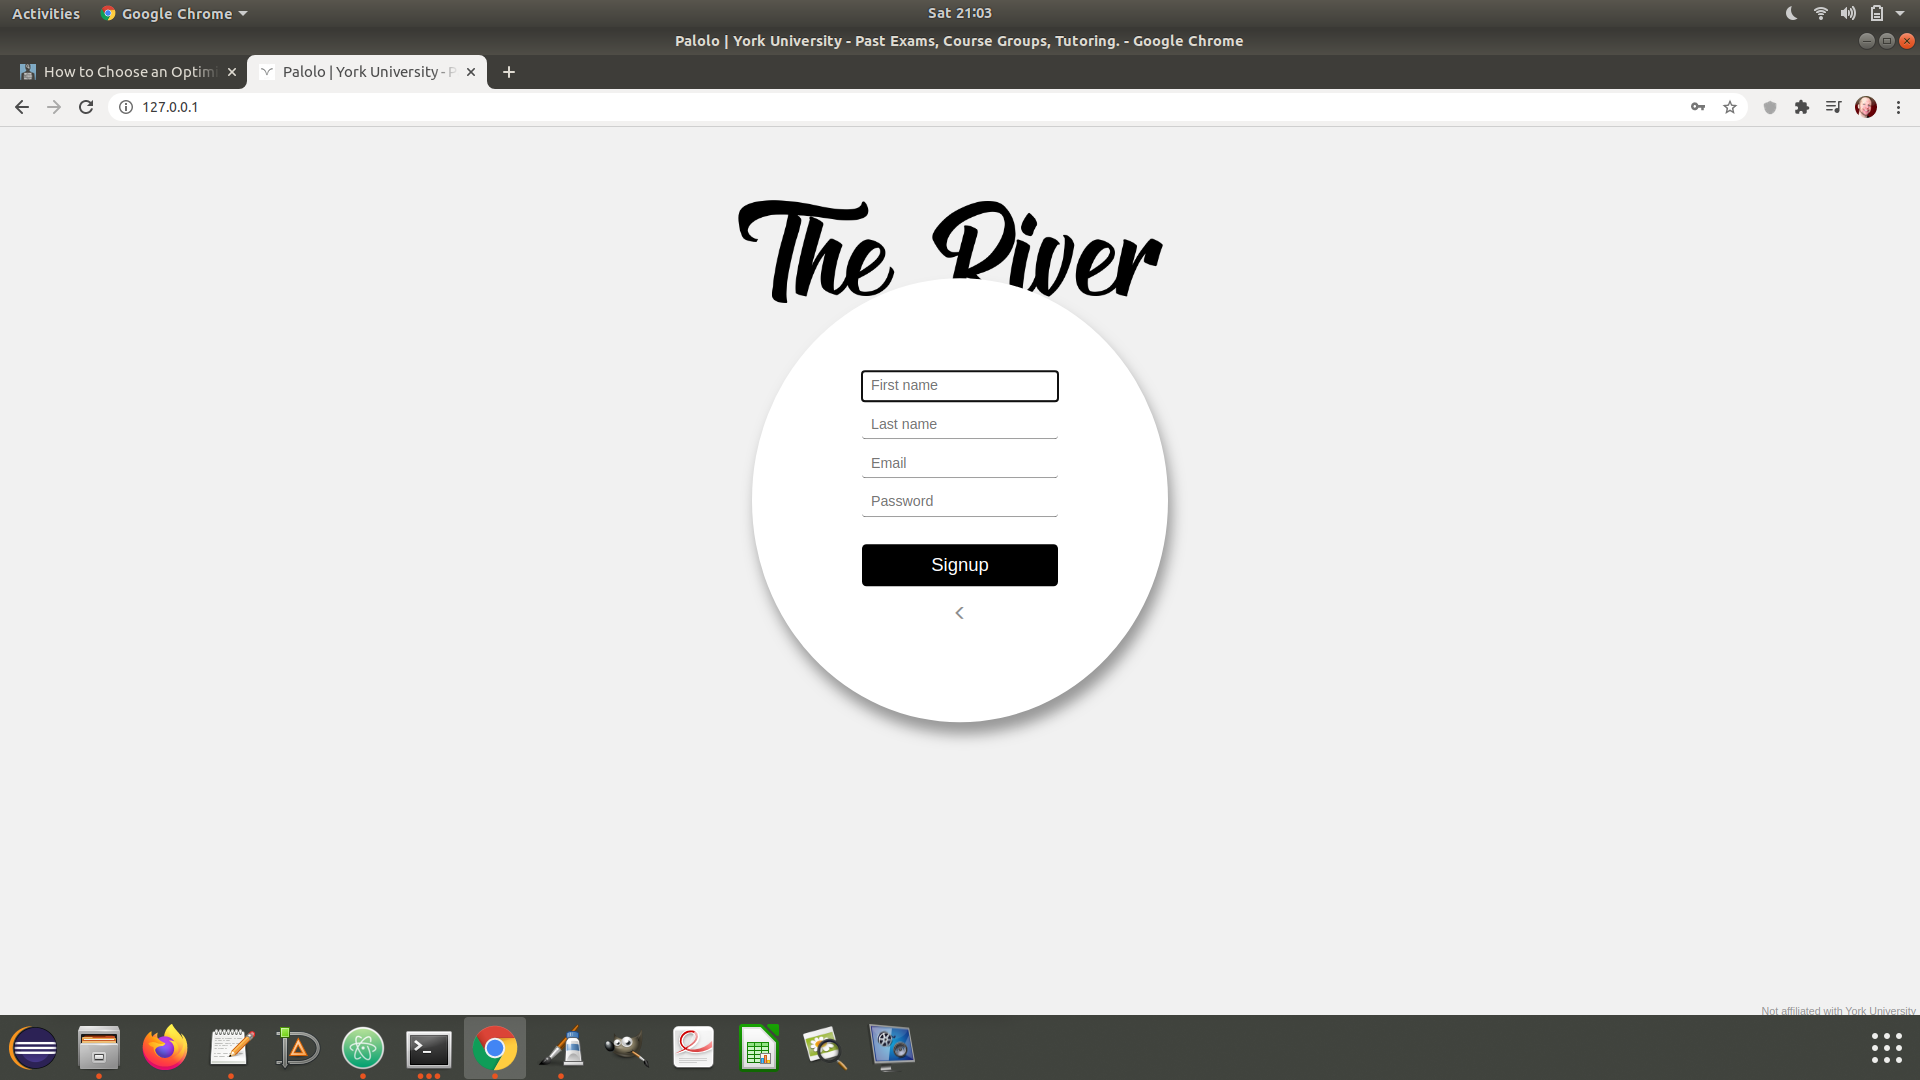 Activities
Google Chrome
Sat 21:03
Palolo | York University - Past Exams, Course Groups, Tutoring. - Google Chrome
How to Choose an Optimi
Palolo | York University - P
127.0.0.1
The River
First name
Last name
Email
Password
Signup
<
Not affiliated with York University